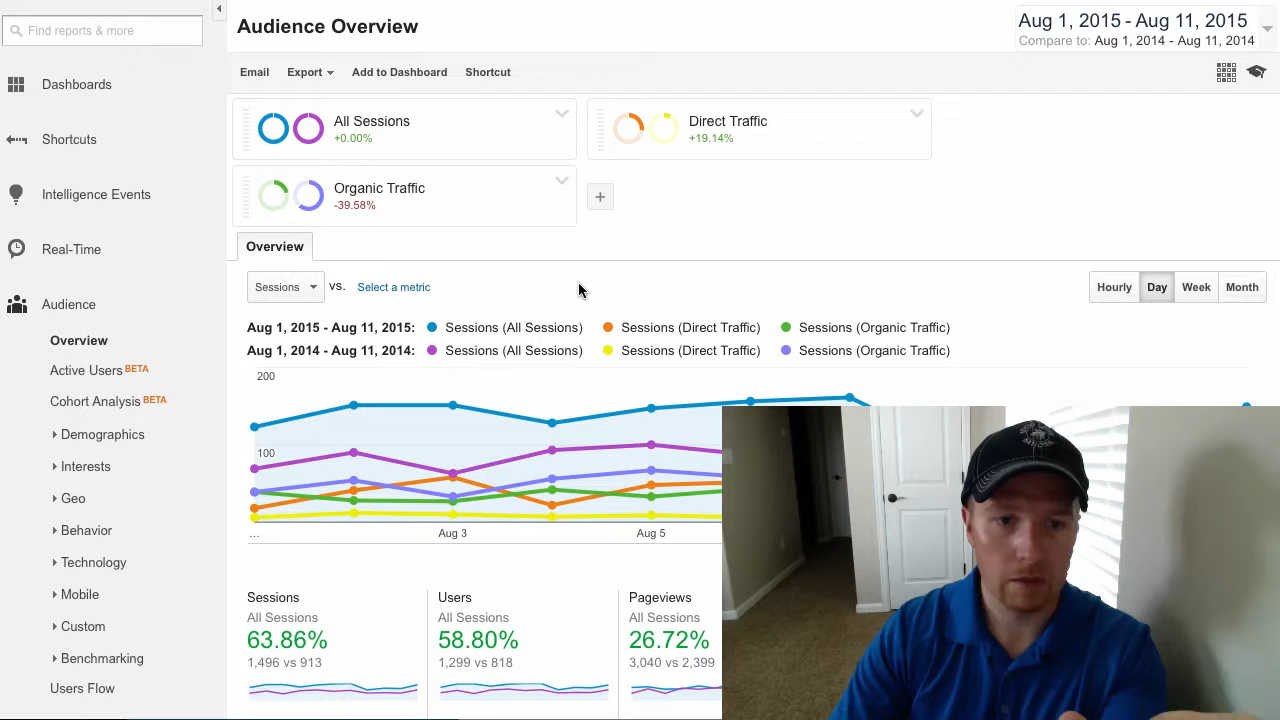 Find reports & more
Dashboards
Shortcuts
Intelligence Events
Real-Time
Audience
Overview
Active Users BETA
Cohort Analysis BETA
Demographics
Interests
Geo
Behavior
Technology
Mobile
Custom
Benchmarking
Users Flow
Audience Overview
Aug 1, 2015 - Aug 11, 2015
Compare to: Aug 1, 2014 - Aug 11, 2014
Email Export Add to Dashboard Shortcut
All Sessions
+0.00%
Direct Traffic
+19.14%
Organic Traffic
-39.58%
+
Overview
Sessions vs. Select a metric
Hourly Day Week Month
Aug 1, 2015 - Aug 11, 2015: Sessions (All Sessions) Sessions (Direct Traffic) Sessions (Organic Traffic)
Aug 1, 2014 - Aug 11, 2014: Sessions (All Sessions) Sessions (Direct Traffic) Sessions (Organic Traffic)
200
100
... Aug 3 Aug 5
Sessions
All Sessions
63.86%
1,496 vs 913
Users
All Sessions
58.80%
1,299 vs 818
Pageviews
All Sessions
26.72%
3,040 vs 2,399